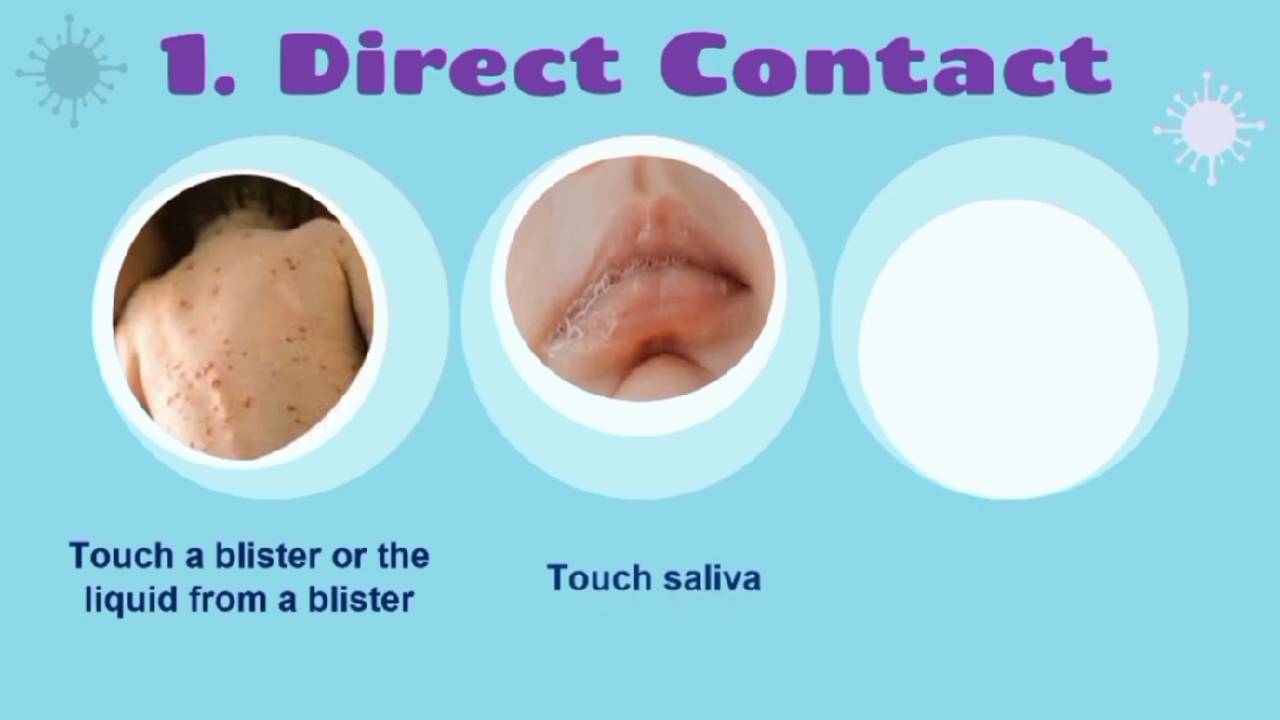 1. Direct Contact
Touch a blister or the
liquid from a blister
Touch saliva